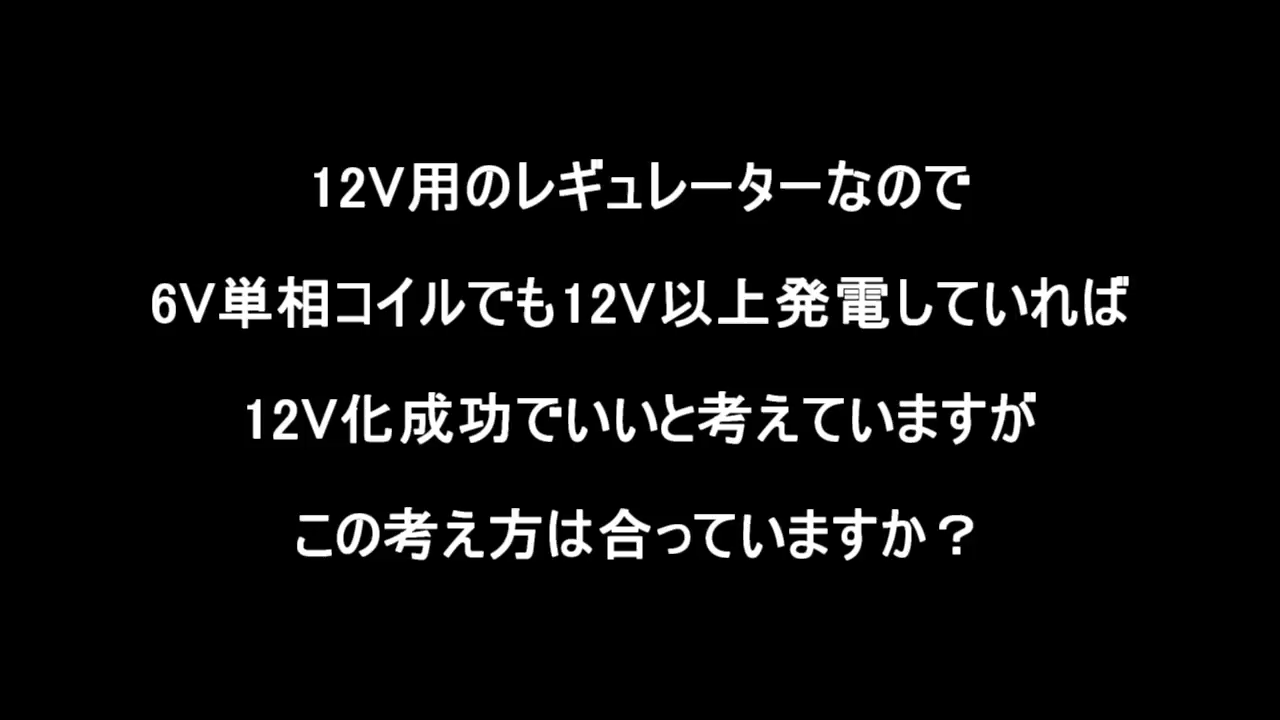 12V用のレギュレーターなので
6V単相コイルでも12V以上発電していれば
12V化成功でいいと考えていますが
この考え方は合っていますか？